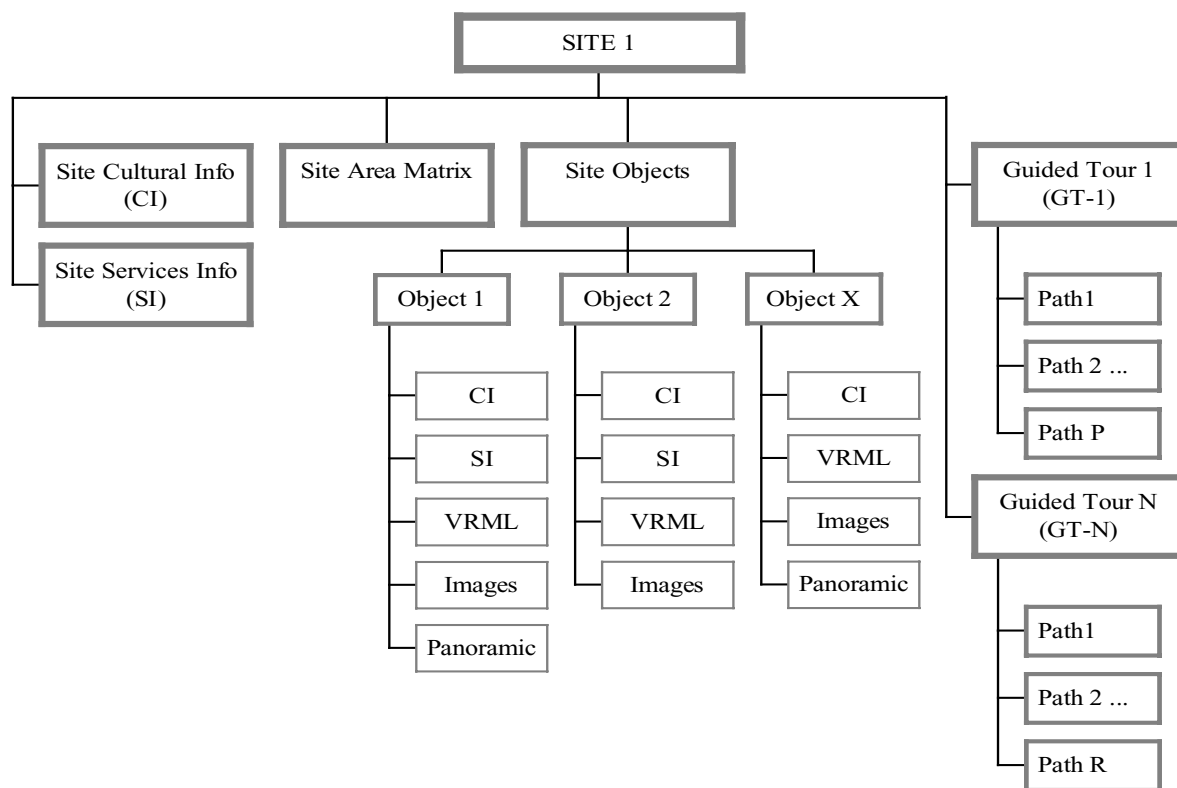 SITE 1
Site Cultural Info
(CI)
Site Services Info
(SI)
Site Area Matrix
Site Objects
Object 1
CI
SI
VRML
Images
Panoramic
Object 2
CI
SI
VRML
Images
Object X
CI
VRML
Images
Panoramic
Guided Tour 1
(GT-1)
Path1
Path 2 ...
Path P
Guided Tour N
(GT-N)
Path1
Path 2 ...
Path R